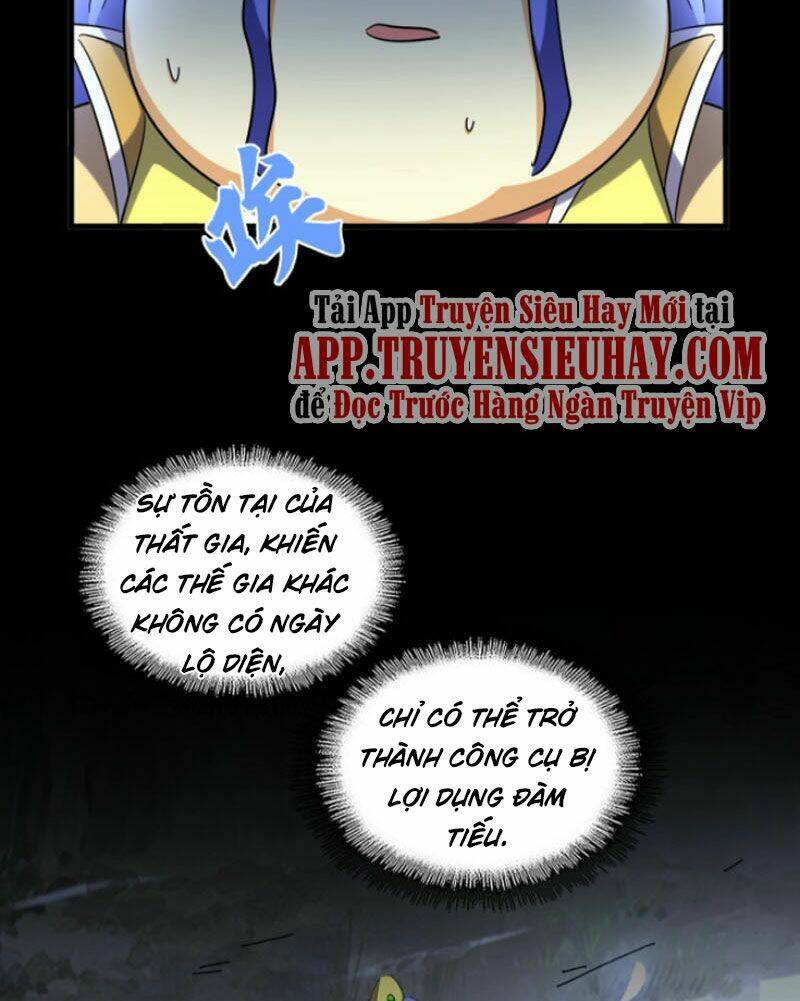 唉
Tải App Truyện Siêu Hay Mới tại
APP.TRUYENSIEUHAY.COM
để Đọc Trước Hàng Ngàn Truyện Vip
SỰ TỒN TẠI CỦA
THẤT GIA, KHIẾN
CÁC THẾ GIA KHÁC
KHÔNG CÓ NGÀY
LỘ DIỆN,
CHỈ CÓ THỂ TRỞ
THÀNH CÔNG CỤ BỊ
LỢI DỤNG ĐÀM
TIẾU.